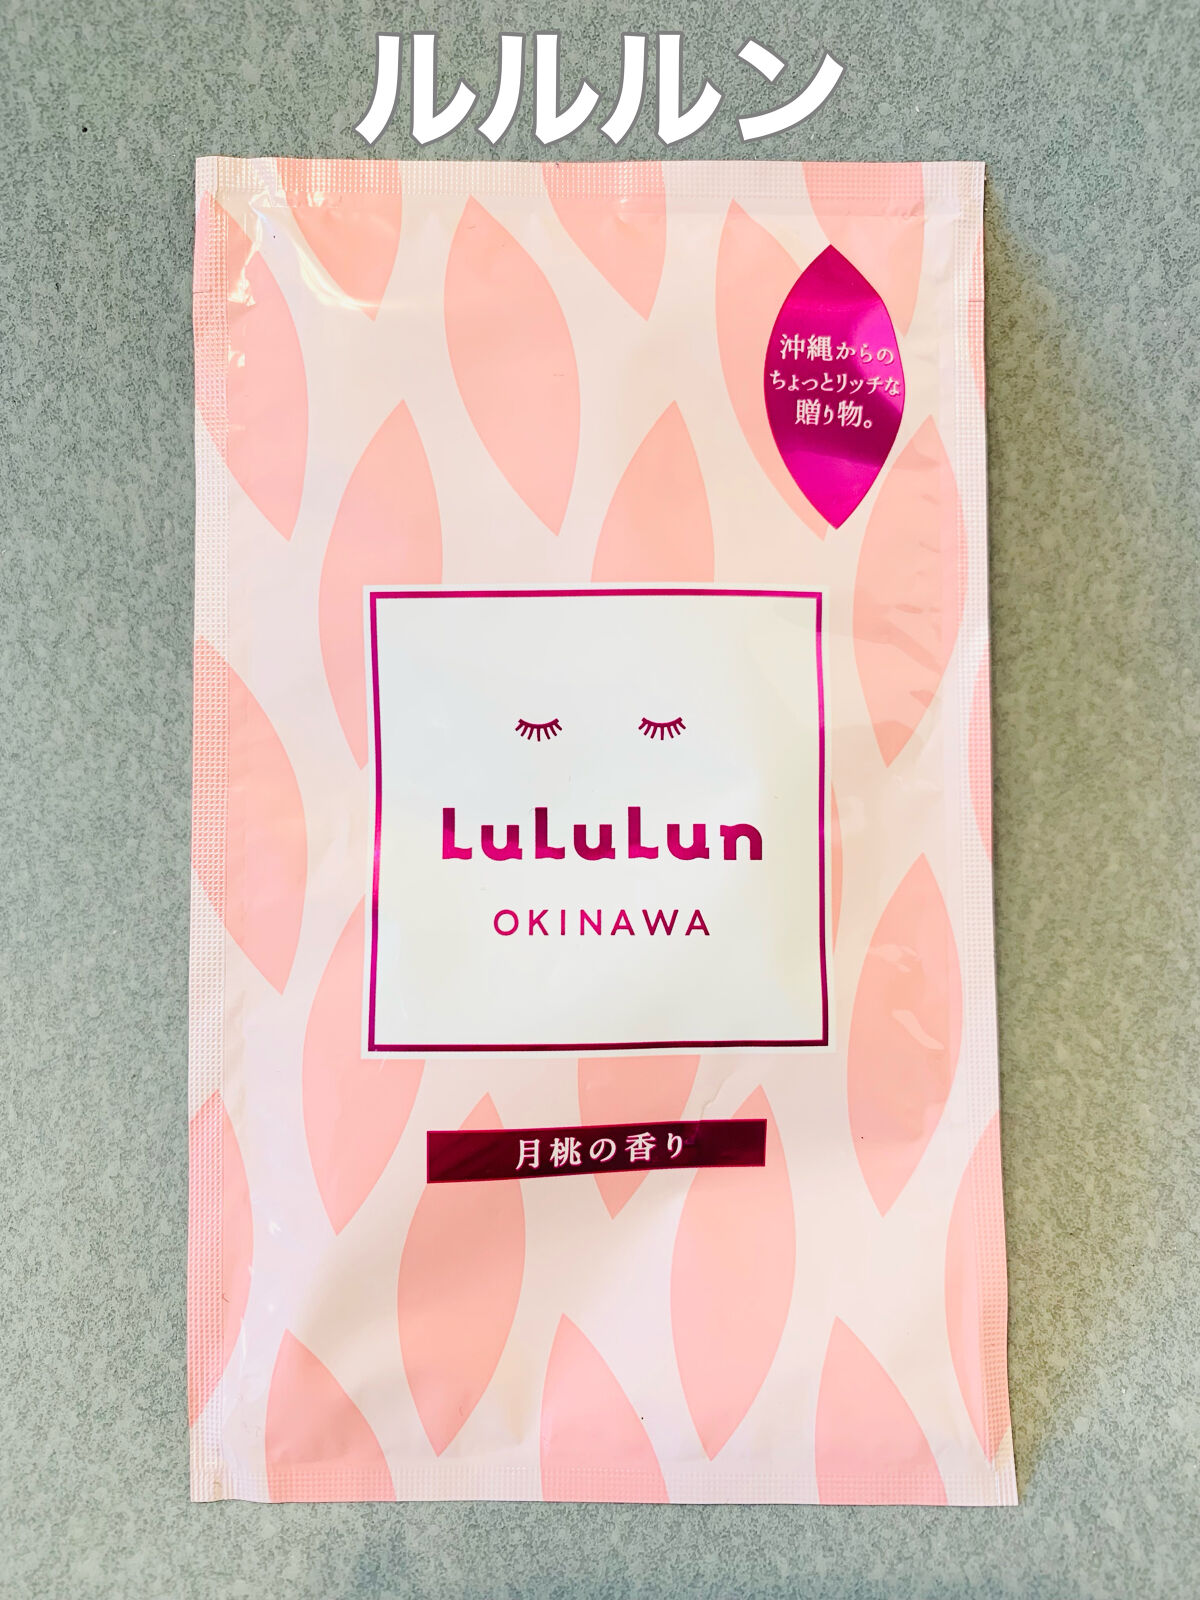 ルルルン
沖縄からの
ちょっとリッチな
贈り物。
LuLuLun
OKINAWA
月桃の香り